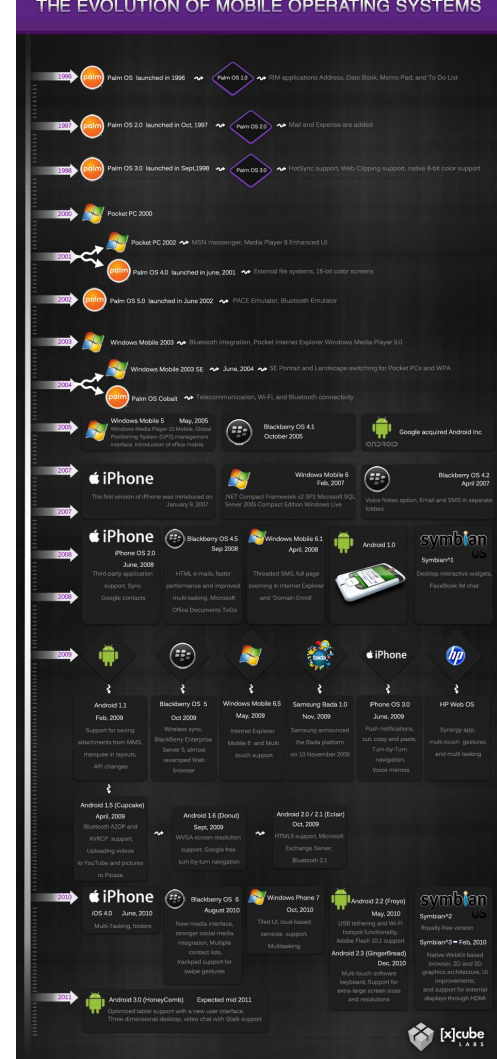 THE EVOLUTION OF MOBILE OPERATING SYSTEMS
1996
palm
Palm OS launched in 1996
Palm OS 1.0
RIM applications Address, Date Book, Memo Pad, and To Do List
1997
palm
Palm OS 2.0 launched in Oct, 1997
Palm OS 2.0
Mail and Expense are added
1998
palm
Palm OS 3.0 launched in Sept,1998
Palm OS 3.0
HotSync support, Web Clipping support, native 8-bit color support
2000
Pocket PC 2000
2001
Pocket PC 2002
MSN messenger, Media Player 8 Enhanced UI
palm
Palm OS 4.0 launched in june, 2001
External file systems, 16-bit color screens
2002
palm
Palm OS 5.0 launched in June 2002
PACE Emulator, Bluetooth Emulator
2003
Windows Mobile 2003
Bluetooth integration, Pocket Internet Explorer Windows Media Player 9.0
2004
Windows Mobile 2003 SE
June, 2004
SE Portrait and Landscape switching for Pocket PCs and WPA
palm
Palm OS Cobalt
Telecommunication, Wi-Fi, and Bluetooth connectivity
2005
Windows Mobile 5 May, 2005
Windows Media Player 10 Mobile, Global
Positioning System (GPS) management
interface, Introduction of office mobile
Blackberry OS 4.1
October 2005
Google acquired Android Inc
ANDROID
2007
iPhone
The first version of iPhone was introduced on
January 9, 2007
Windows Mobile 6
Feb, 2007
.NET Compact Framework v2 SP2 Microsoft SQL
Server 2005 Compact Edition Windows Live
Blackberry OS 4.2
April 2007
Voice Notes option, Email and SMS in separate
folders
2007
2008
iPhone
iPhone OS 2.0
June, 2008
Third-party application
support, Sync
Google contacts
Blackberry OS 4.5
Sep 2008
HTML e-mails, faster
performance and improved
multi-tasking, Microsoft
Office Documents ToGo
Windows Mobile 6.1
April, 2008
Threaded SMS, full page
zooming in Internet Explorer
and 'Domain Enroll'
Android 1.0
symbian
OS
Symbian^1
Desktop interactive widgets,
FaceBook IM chat
2008
2009
bada
iPhone
hp
Android 1.1
Feb, 2009
Support for saving
attachments from MMS,
marquee in layouts,
API changes
Blackberry OS 5
Oct 2009
Wireless sync,
BlackBerry Enterprise
Server 5, almost
revamped Web
browser
Windows Mobile 6.5
May, 2009
Internet Explorer
Mobile 6 and Multi
touch support
Samsung Bada 1.0
Nov, 2009
Samsung announced
the Bada platform
on 10 November 2009
iPhone OS 3.0
June, 2009
Push notifications,
cut, copy and paste,
Turn-by-Turn
navigation,
Voice memos
HP Web OS
Synergy app,
multi-touch gestures
and multi tasking
Android 1.5 (Cupcake)
April, 2009
Bluetooth A2DP and
AVRCP support,
Uploading videos
to YouTube and pictures
to Picasa
Android 1.6 (Donut)
Sept, 2009
WVGA screen resolution
support, Google free
turn-by-turn navigation
Android 2.0 / 2.1 (Eclair)
Oct, 2009
HTML5 support, Microsoft
Exchange Server,
Bluetooth 2.1
2010
iPhone
iOS 4.0 June, 2010
Multi-Tasking, folders
Blackberry OS 6
August 2010
New media interface,
stronger social media
integration, Multiple
contact lists,
trackpad support for
swipe gestures
Windows Phone 7
Oct, 2010
Tiled UI, loud-based
services support,
Multitasking
Android 2.2 (Froyo)
May, 2010
USB tethering and Wi-Fi
hotspot functionality,
Adobe Flash 10.1 support
Android 2.3 (GingerBread)
Dec, 2010
Multi-touch software
keyboard, Support for
extra-large screen sizes
and resolutions
symbian
OS
Symbian^2
Royalty-free version
Symbian^3 Feb, 2010
Native WebKit based
browser, 2D and 3D
graphics architecture, UI
improvements,
and support for external
displays through HDMI
2011
Android 3.0 (HoneyComb) Expected mid 2011
Optimized tablet support with a new user interface,
Three dimensional desktop, video chat with Gtalk support
[x]cube
LABS